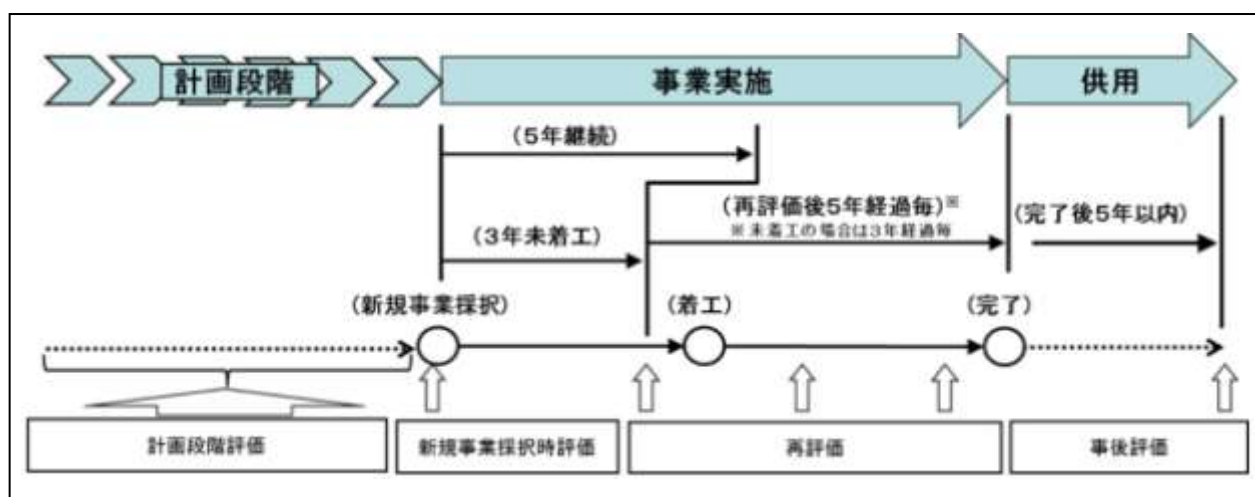 計画段階
事業実施
供用
(5年継続)
(再評価後5年経過毎)※
※未着工の場合は3年経過毎
(完了後5年以内)
(3年未着工)
(新規事業採択)
(着工)
(完了)
計画段階評価
新規事業採択時評価
再評価
事後評価